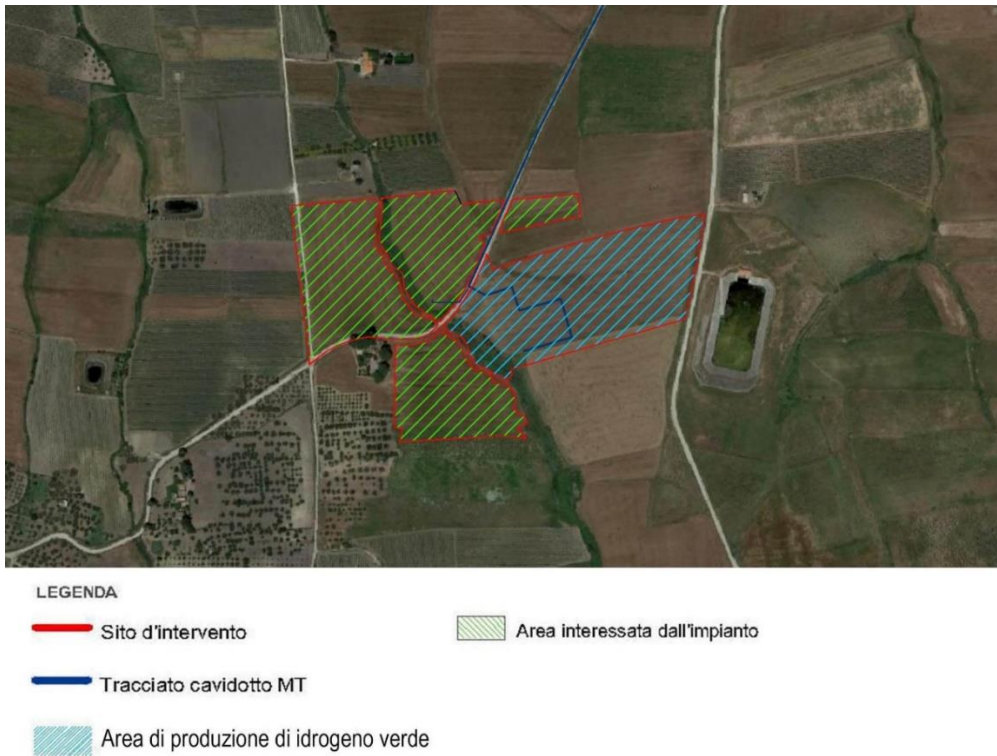 LEGENDA
Sito d'intervento
Area interessata dall'impianto
Tracciato cavidotto MT
Area di produzione di idrogeno verde